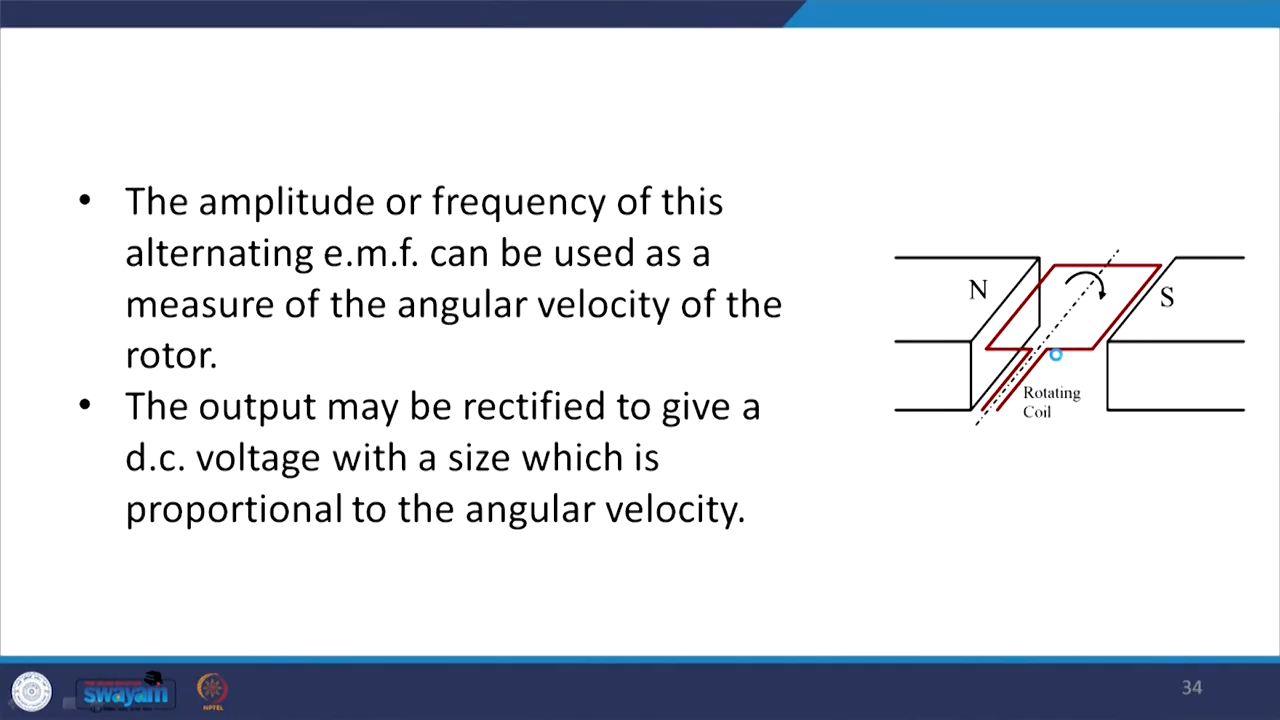 • The amplitude or frequency of this
alternating e.m.f. can be used as a
measure of the angular velocity of the
rotor.
• The output may be rectified to give a
d.c. voltage with a size which is
proportional to the angular velocity.
N
S
Rotating
Coil
swayam
NPTEL
34